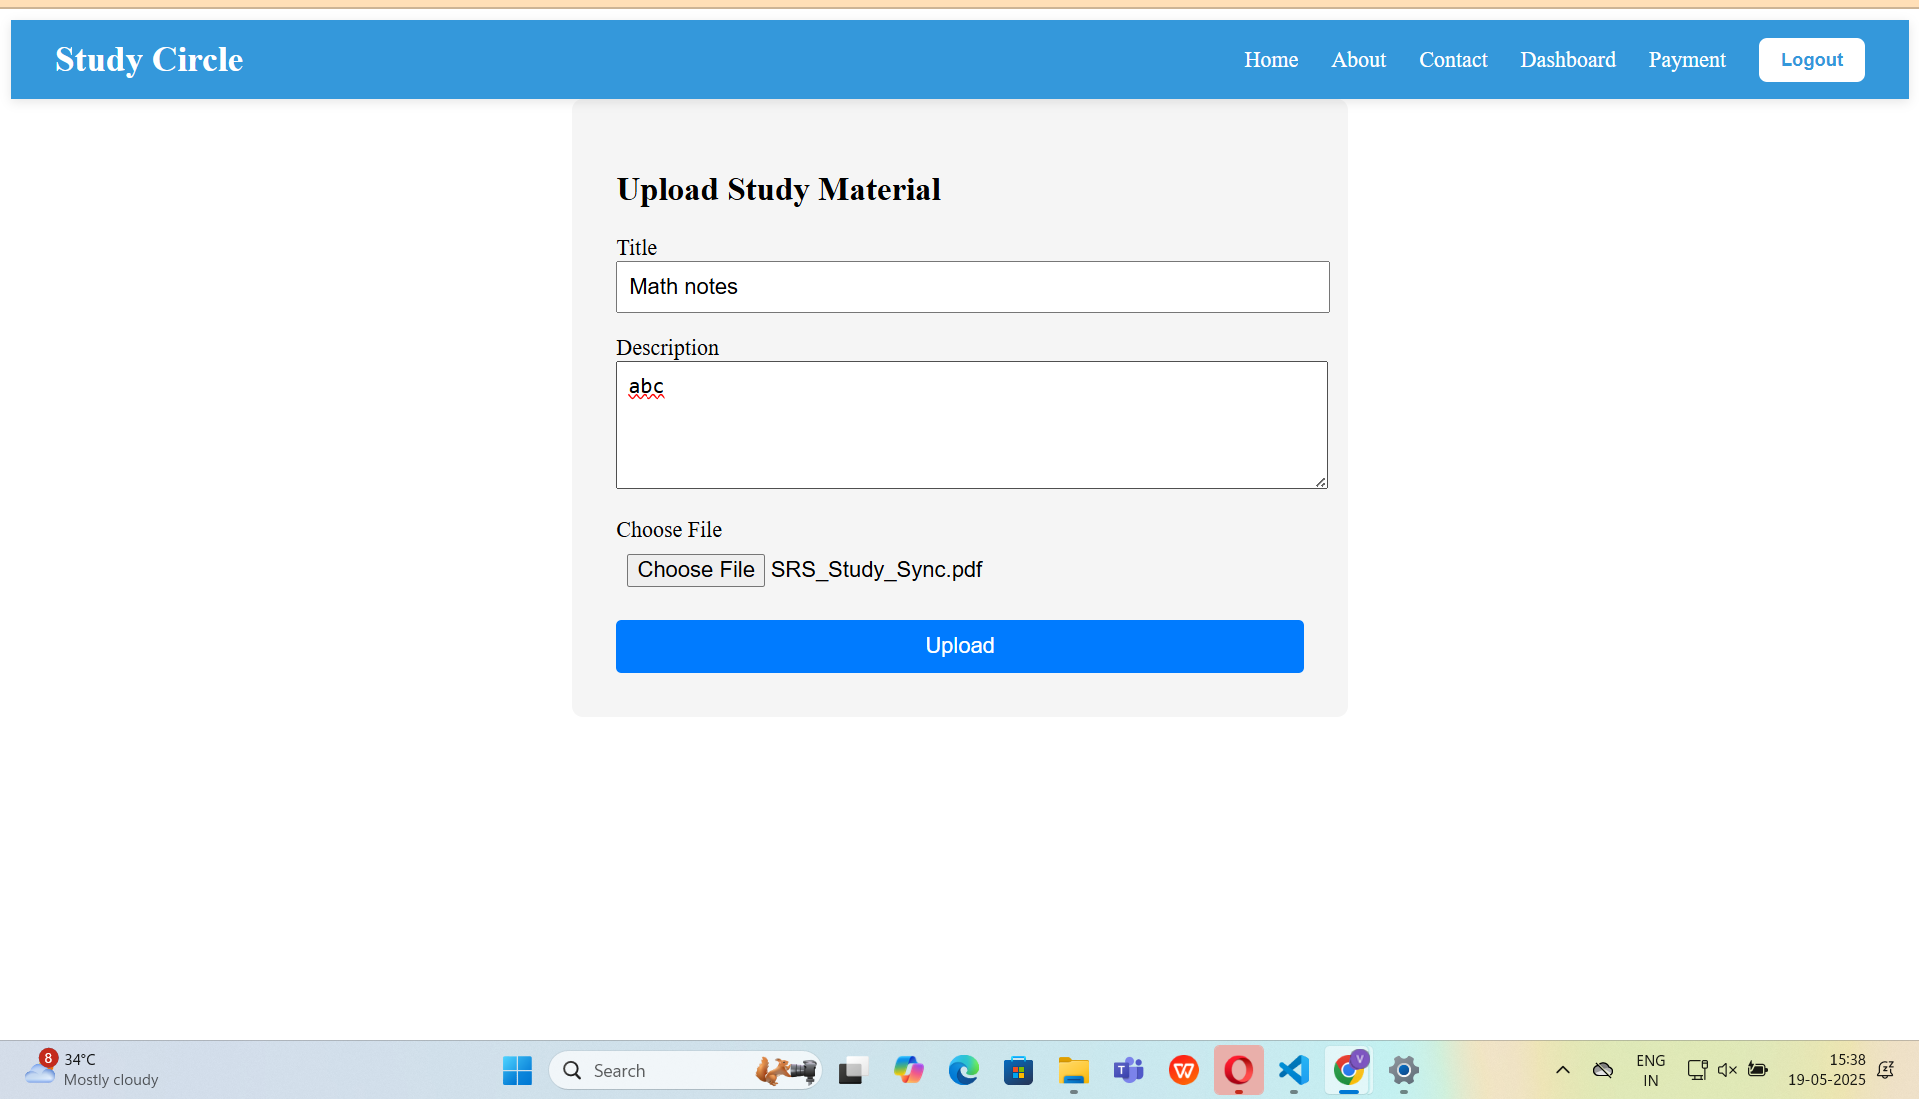 Study Circle
Home About Contact Dashboard Payment Logout
Upload Study Material
Title
Math notes
Description
abc
Choose File
Choose File SRS_Study_Sync.pdf
Upload
8
34°C
Mostly cloudy
Search
V
ENG
IN
15:38
19-05-2025